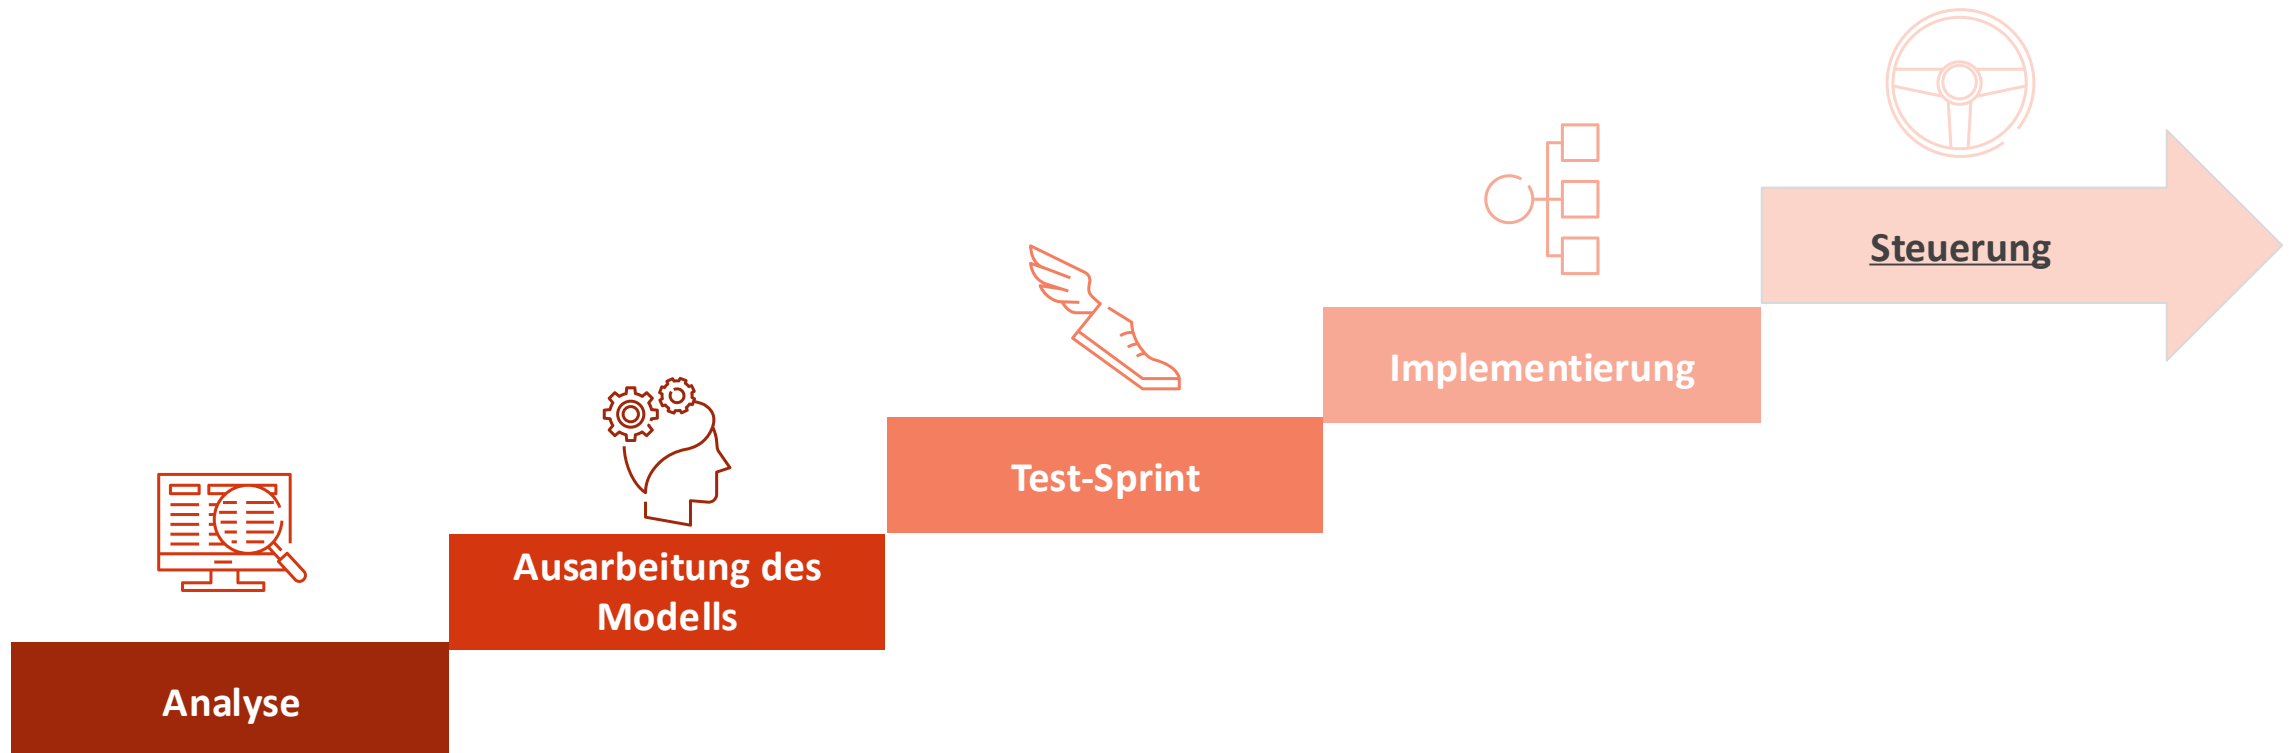 Analyse
Ausarbeitung des
Modells
Test-Sprint
Implementierung
Steuerung